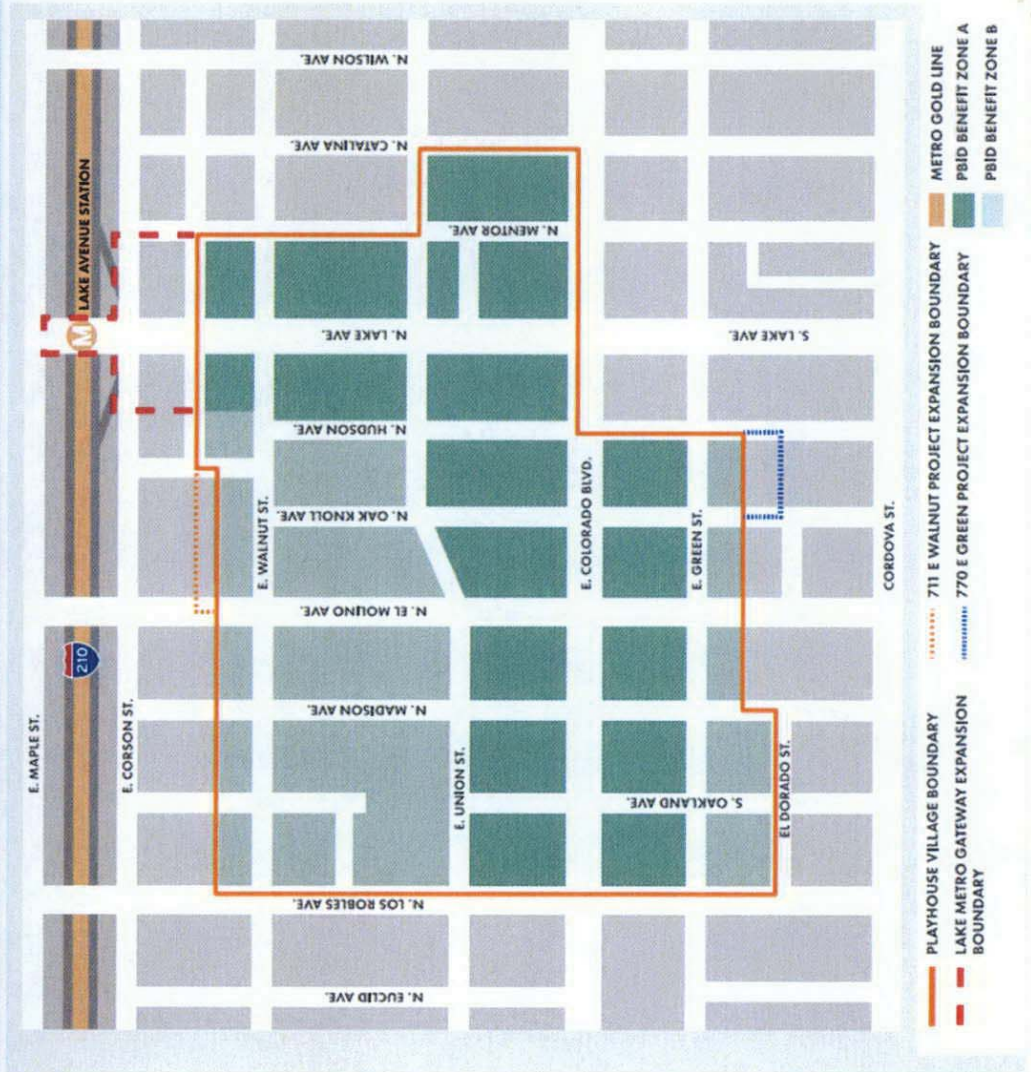 E. MAPLE ST.
210
M
LAKE AVENUE STATION
E. CORSON ST.
N. EUCLID AVE.
N. LOS ROBLES AVE.
N. MADISON AVE.
N. EL MOLINO AVE.
N. OAK KNOLL AVE.
N. HUDSON AVE.
N. LAKE AVE.
N. MENTOR AVE.
N. CATALINA AVE.
N. WILSON AVE.
E. WALNUT ST.
E. UNION ST.
E. COLORADO BLVD.
E. GREEN ST.
S. OAKLAND AVE.
S. LAKE AVE.
EL DORADO ST.
CORDOVA ST.
PLAYHOUSE VILLAGE BOUNDARY
LAKE METRO GATEWAY EXPANSION
BOUNDARY
711 E WALNUT PROJECT EXPANSION BOUNDARY
770 E GREEN PROJECT EXPANSION BOUNDARY
METRO GOLD LINE
PBID BENEFIT ZONE A
PBID BENEFIT ZONE B